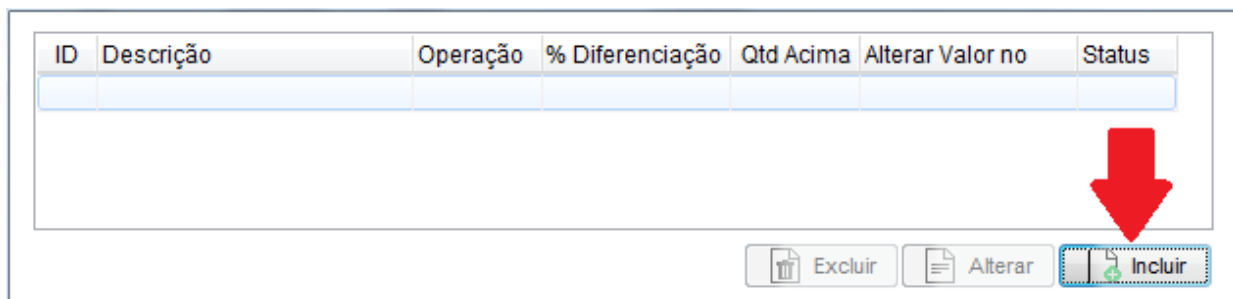 ID Descrição Operação % Diferenciação Qtd Acima Alterar Valor no Status
Excluir Alterar Incluir